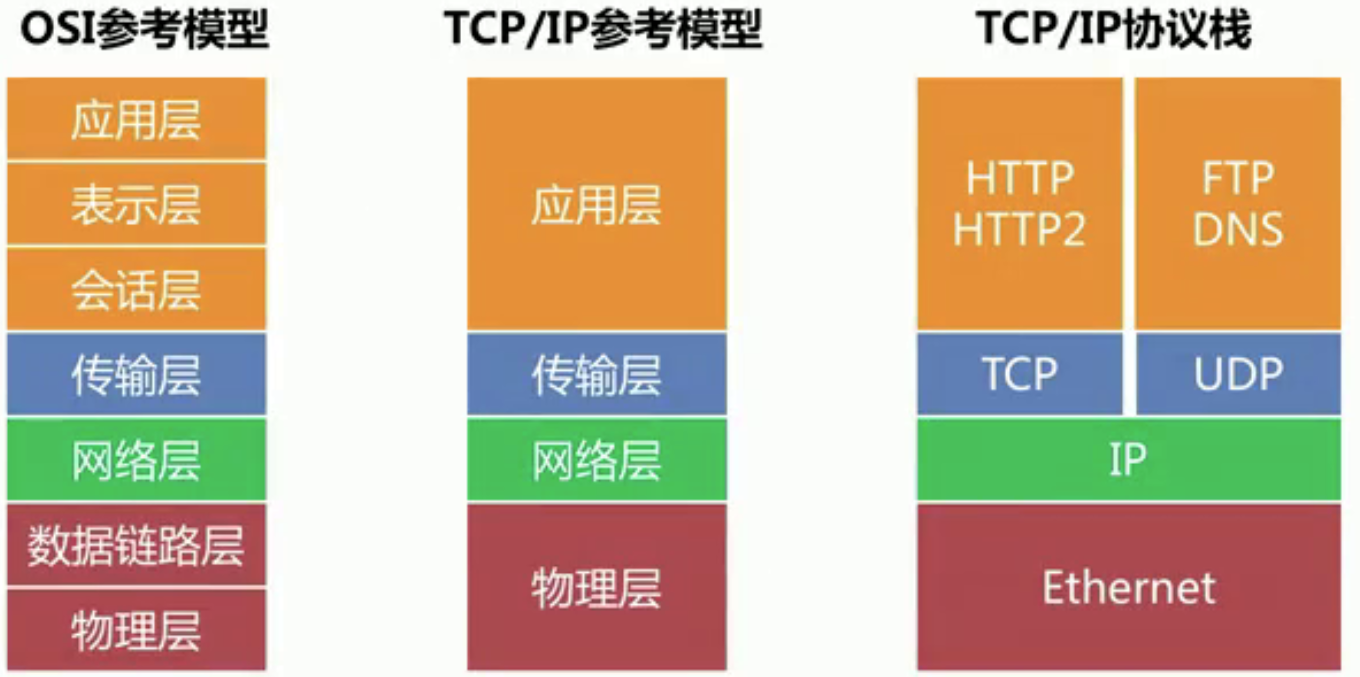 OSI参考模型
应用层
表示层
会话层
传输层
网络层
数据链路层
物理层
TCP/IP参考模型
应用层
传输层
网络层
物理层
TCP/IP协议栈
HTTP
HTTP2
FTP
DNS
TCP
UDP
IP
Ethernet